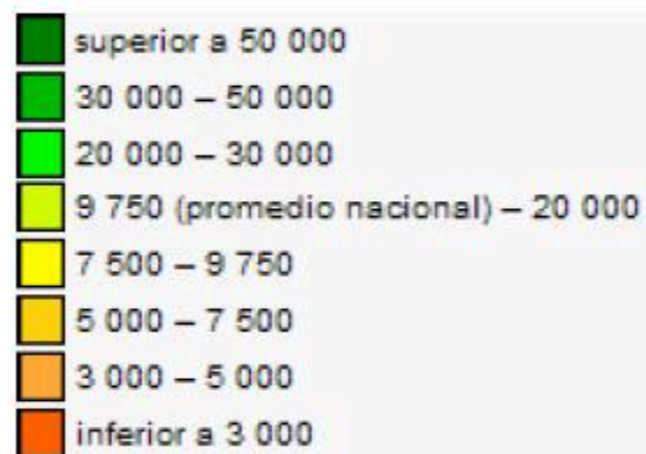 superior a 50 000
30 000 – 50 000
20 000 – 30 000
9 750 (promedio nacional) – 20 000
7 500 – 9 750
5 000 – 7 500
3 000 – 5 000
inferior a 3 000